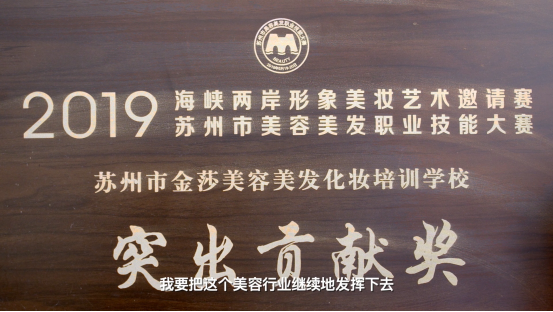 BEAUTY
2019
海峡两岸形象美妆艺术邀请赛
苏州市美容美发职业技能大赛
苏州市金莎美容美发化妆培训学校
突出贡献奖
我要把这个美容行业继续地发挥下去